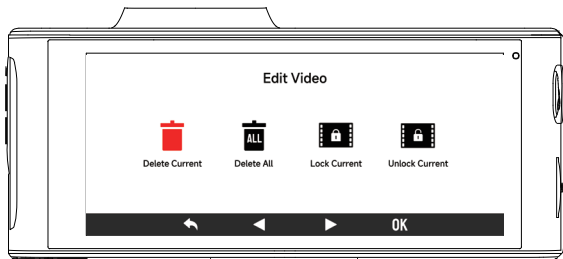 Edit Video
ALL
Delete Current
Delete All
Lock Current
Unlock Current
OK